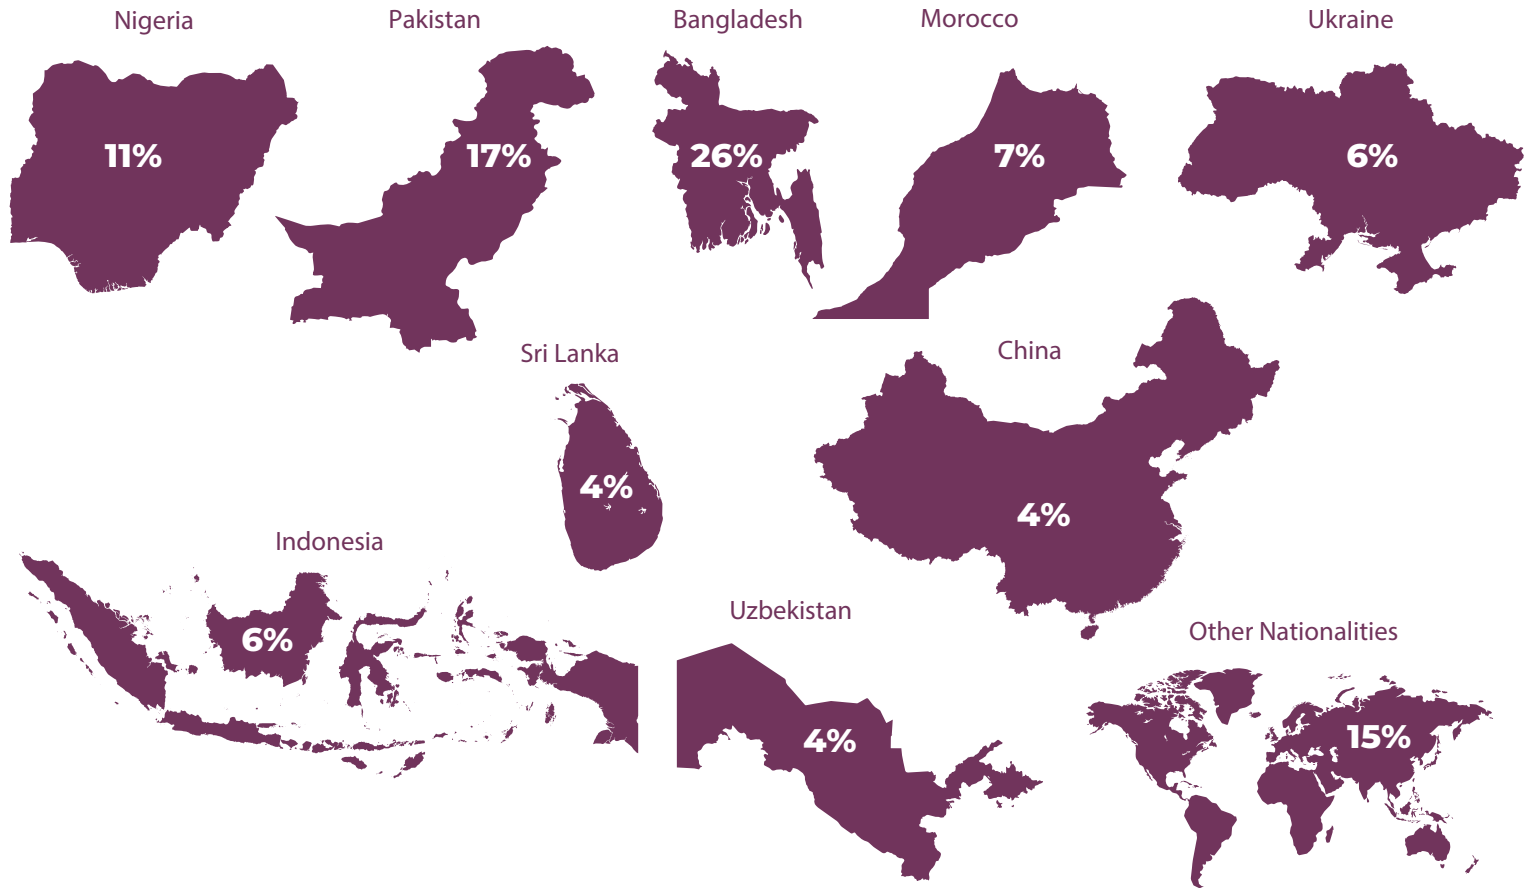 Nigeria
11%
Pakistan
17%
Bangladesh
26%
Morocco
7%
Ukraine
6%
Sri Lanka
4%
China
4%
Indonesia
6%
Uzbekistan
4%
Other Nationalities
15%